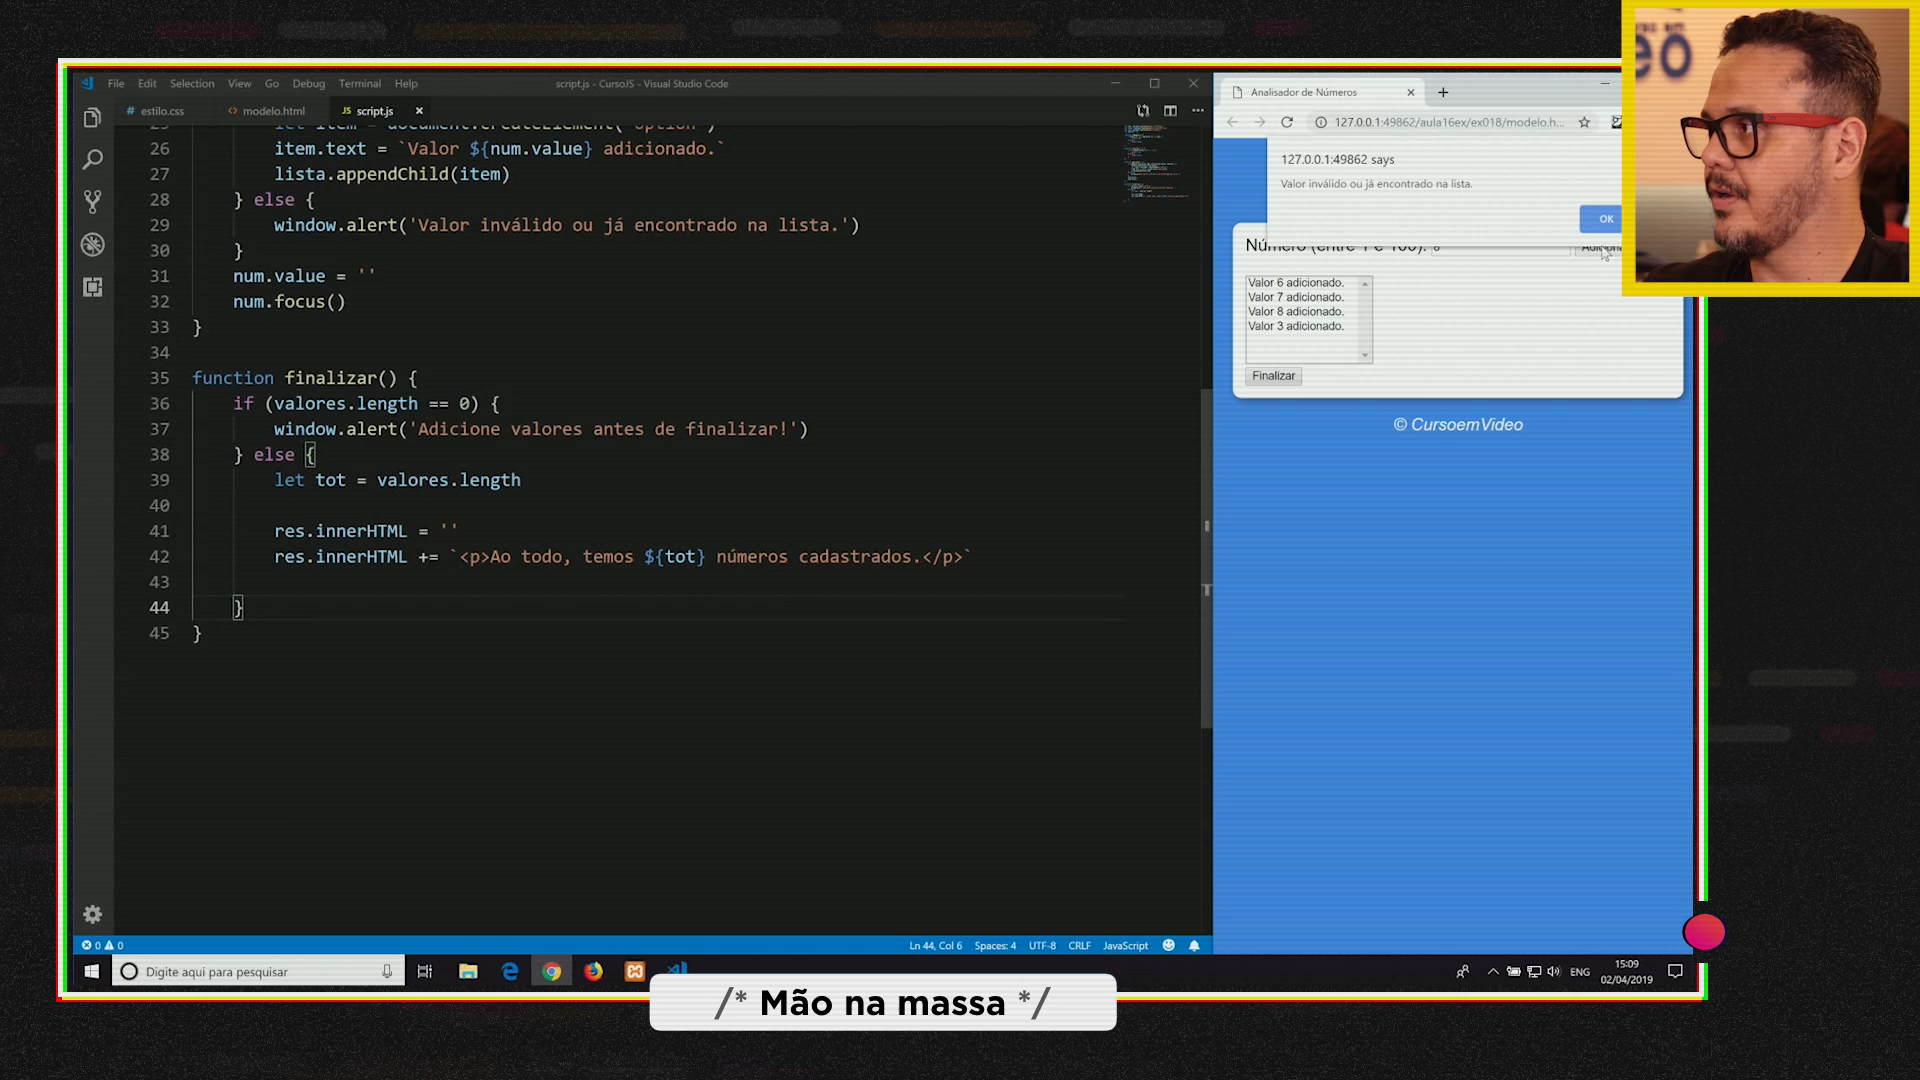 File Edit Selection View Go Debug Terminal Help
script.js - CursoJS - Visual Studio Code
# estilo.css
<> modelo.html
JS script.js ×
26 item.text = `Valor ${num.value} adicionado.`
27 lista.appendChild(item)
28 } else {
29 window.alert('Valor inválido ou já encontrado na lista.')
30 }
31 num.value = ''
32 num.focus()
33 }
34
35 function finalizar() {
36 if (valores.length == 0) {
37 window.alert('Adicione valores antes de finalizar!')
38 } else {
39 let tot = valores.length
40
41 res.innerHTML = ''
42 res.innerHTML += `<p>Ao todo, temos ${tot} números cadastrados.</p>`
43
44 }
45 }
0 0
Ln 44, Col 6 Spaces: 4 UTF-8 CRLF JavaScript
Analisador de Números
127.0.0.1:49862/aula16ex/ex018/modelo.h...
127.0.0.1:49862 says
Valor inválido ou já encontrado na lista.
OK
Número (entre 1 e 100):
Valor 6 adicionado.
Valor 7 adicionado.
Valor 8 adicionado.
Valor 3 adicionado.
Finalizar
© CursoemVideo
Digite aqui para pesquisar
ENG
15:09
02/04/2019
/* Mão na massa */